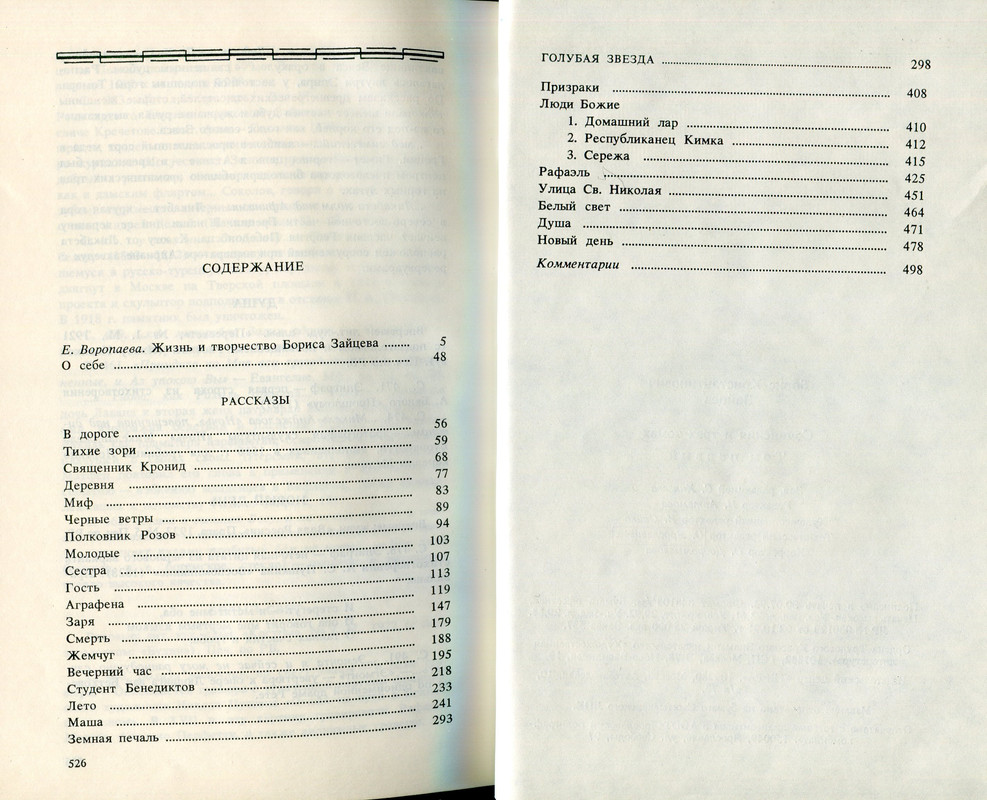 СОДЕРЖАНИЕ
Е. Воропаева. Жизнь и творчество Бориса Зайцева ....... 5
О себе ....... 48
РАССКАЗЫ
В дороге ....... 56
Тихие зори ....... 59
Священник Кронид ....... 68
Деревня ....... 77
Миф ....... 83
Черные ветры ....... 89
Полковник Розов ....... 94
Молодые ....... 103
Сестра ....... 107
Гость ....... 113
Аграфена ....... 119
Заря ....... 147
Смерть ....... 179
Жемчуг ....... 188
Вечерний час ....... 195
Студент Бенедиктов ....... 218
Лето ....... 233
Маша ....... 241
Земная печаль ....... 293
526
ГОЛУБАЯ ЗВЕЗДА ....... 298
Призраки ....... 408
Люди Божие
1. Домашний лар ....... 410
2. Республиканец Кимка ....... 412
3. Сережа ....... 415
Рафаэль ....... 425
Улица Св. Николая ....... 451
Белый свет ....... 464
Душа ....... 471
Новый день ....... 478
Комментарии ....... 498